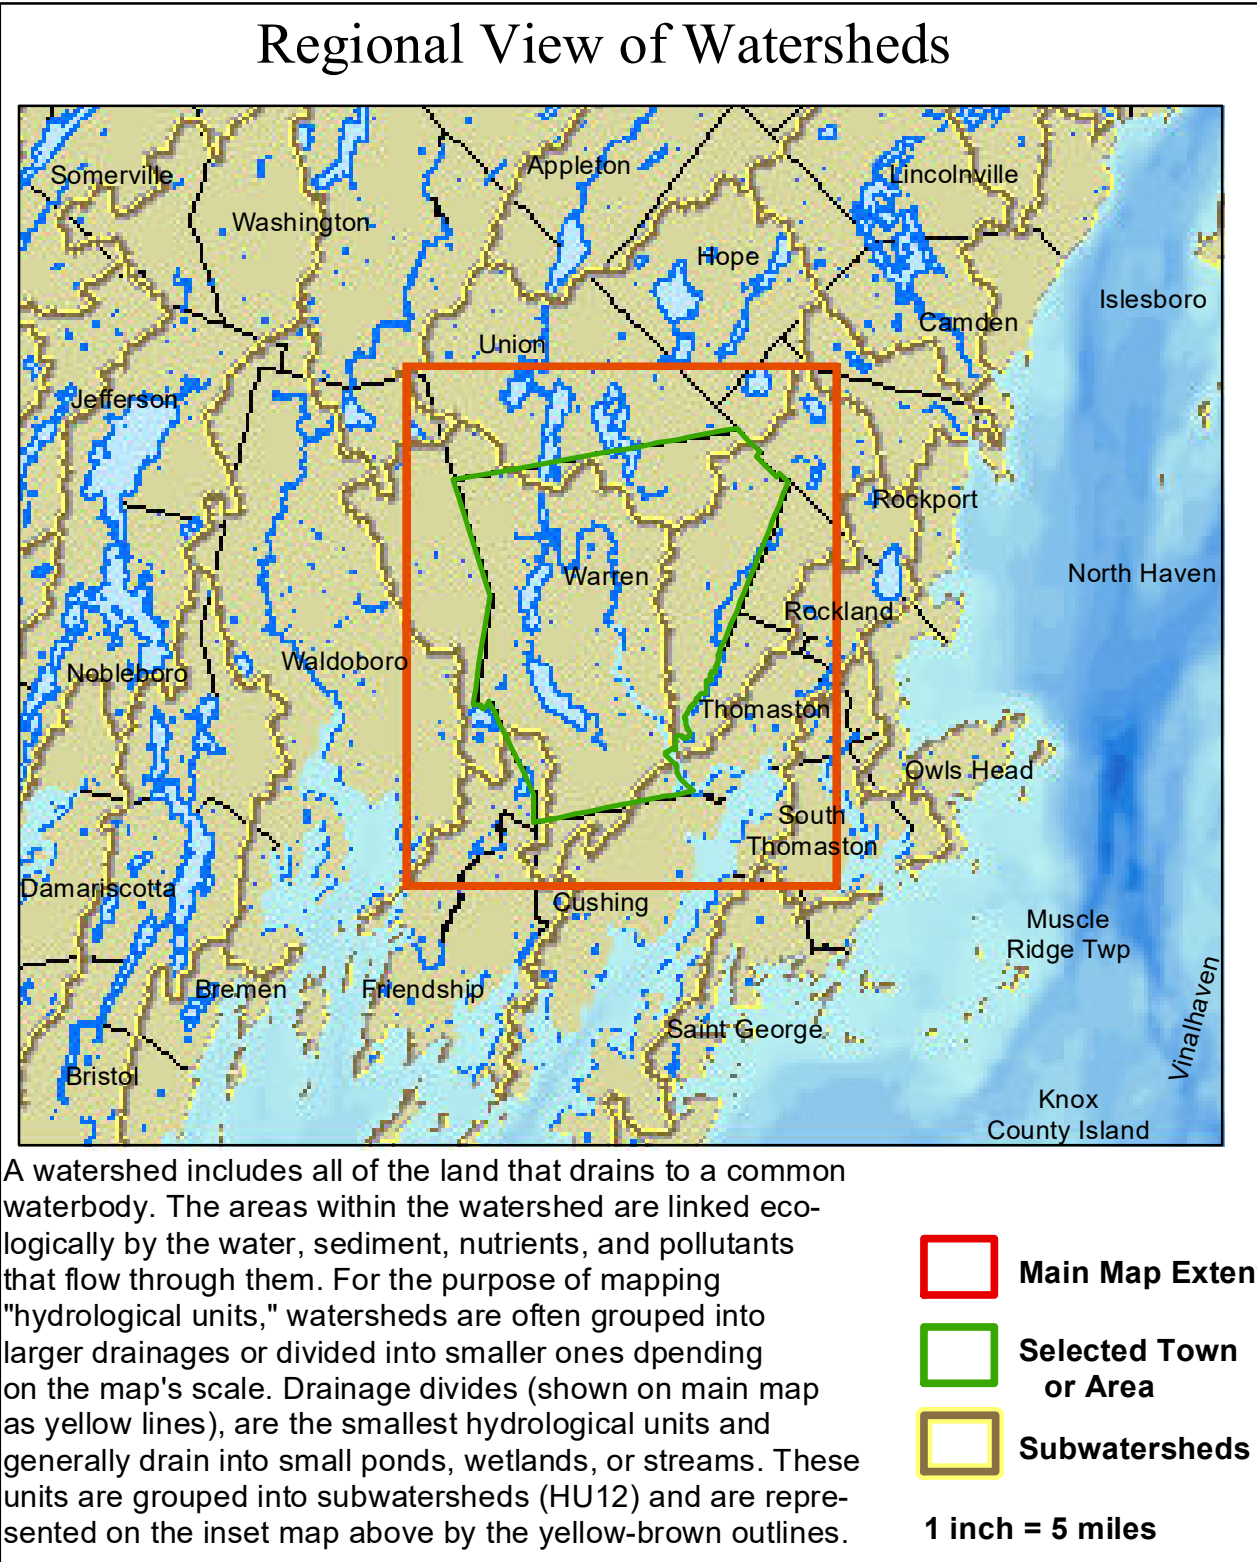 Regional View of Watersheds
Somerville
Appleton
Lincolnville
Washington
Hope
Islesboro
Camden
Union
Jefferson
Rockport
North Haven
Warren
Rockland
Waldoboro
Nobleboro
Thomaston
Owls Head
South
Thomaston
Damariscotta
Cushing
Muscle
Ridge Twp
Bremen
Friendship
Vinalhaven
Saint George
Bristol
Knox
County Island
A watershed includes all of the land that drains to a common
waterbody. The areas within the watershed are linked eco-
logically by the water, sediment, nutrients, and pollutants
that flow through them. For the purpose of mapping
"hydrological units," watersheds are often grouped into
larger drainages or divided into smaller ones dpending
on the map's scale. Drainage divides (shown on main map
as yellow lines), are the smallest hydrological units and
generally drain into small ponds, wetlands, or streams. These
units are grouped into subwatersheds (HU12) and are repre-
sented on the inset map above by the yellow-brown outlines.
Main Map Exten
Selected Town
or Area
Subwatersheds
1 inch = 5 miles